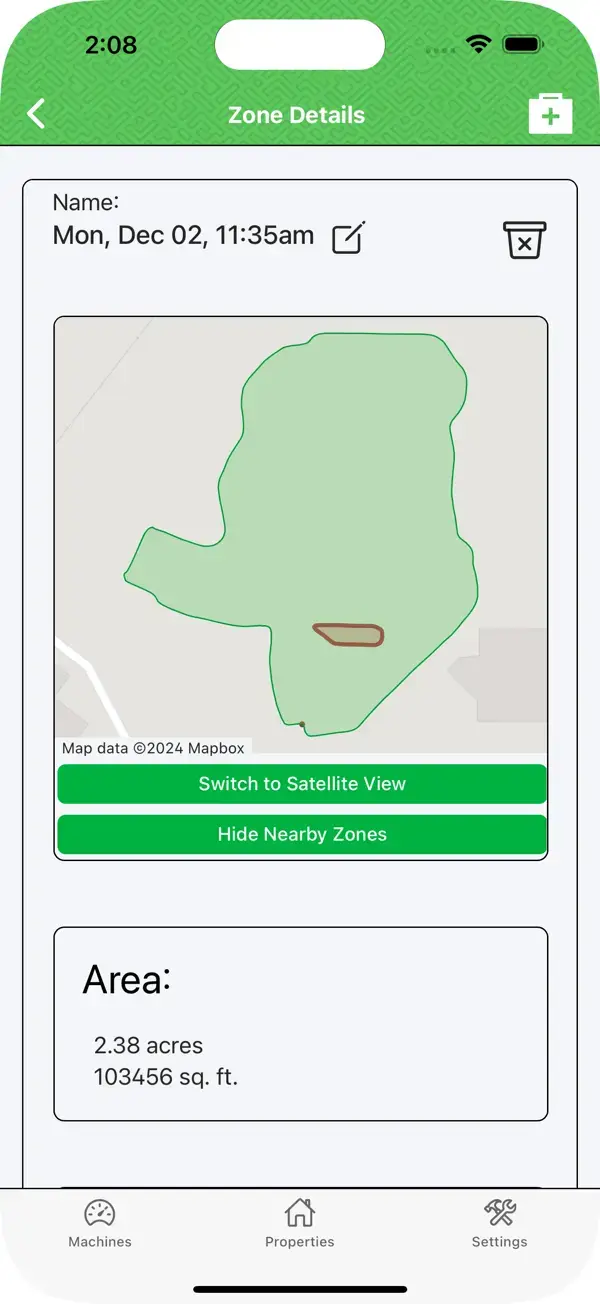 2:08
Zone Details
Name:
Mon, Dec 02, 11:35am
Map data ©2024 Mapbox
Switch to Satellite View
Hide Nearby Zones
Area:
2.38 acres
103456 sq. ft.
Machines
Properties
Settings